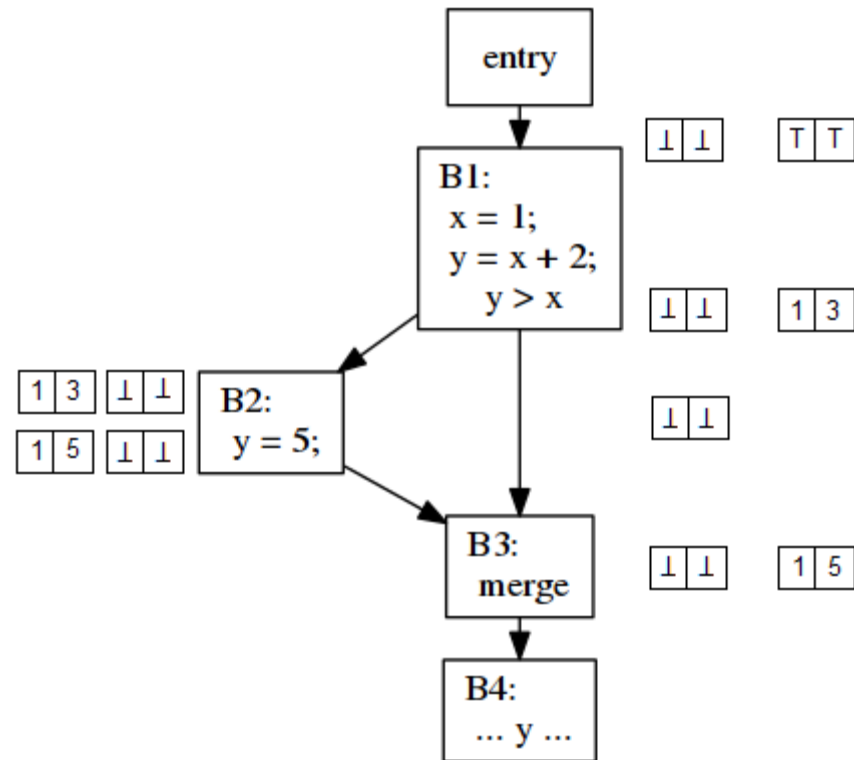 entry
⊥ ⊥ T T
B1:
x = 1;
y = x + 2;
y > x
⊥ ⊥ 1 3
1 3 ⊥ ⊥
B2:
y = 5;
1 5 ⊥ ⊥
⊥ ⊥
B3:
merge
⊥ ⊥ 1 5
B4:
... y ...